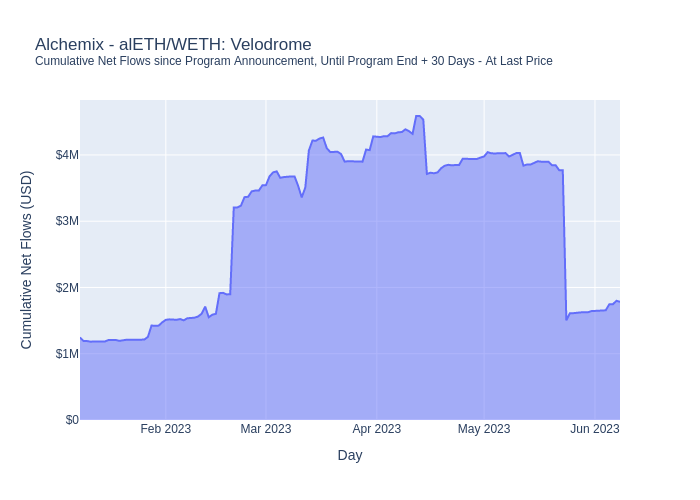 Alchemix - alETH/WETH: Velodrome
Cumulative Net Flows since Program Announcement, Until Program End + 30 Days - At Last Price
Cumulative Net Flows (USD)
$4M
$3M
$2M
$1M
$0
Feb 2023
Mar 2023
Apr 2023
May 2023
Jun 2023
Day